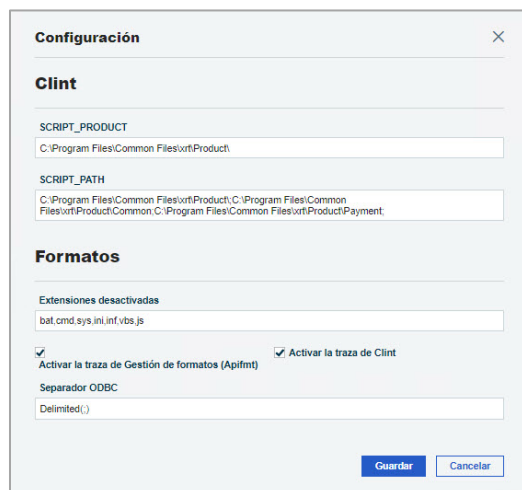 Configuración
Clint
SCRIPT_PRODUCT
C:\Program Files\Common Files\xrt\Product\
SCRIPT_PATH
C:\Program Files\Common Files\xrt\Product\;C:\Program Files\Common
Files\xrt\Product\Common;C:\Program Files\Common Files\xrt\Product\Payment;
Formatos
Extensiones desactivadas
bat,cmd,sys,ini,inf,vbs,js
Activar la traza de Gestión de formatos (Apifmt)
Activar la traza de Clint
Separador ODBC
Delimited(;)
Guardar
Cancelar